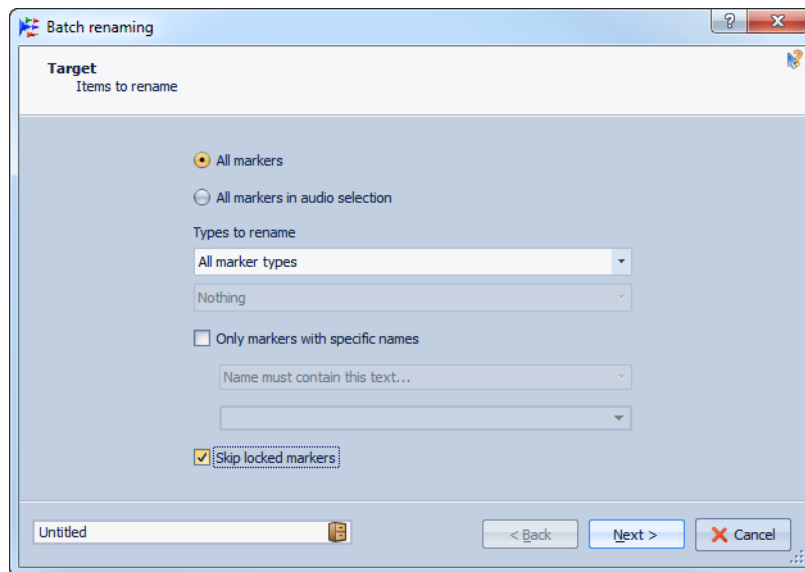 Batch renaming
Target
Items to rename
All markers
All markers in audio selection
Types to rename
All marker types
Nothing
Only markers with specific names
Name must contain this text...
Skip locked markers
Untitled
< Back
Next >
Cancel